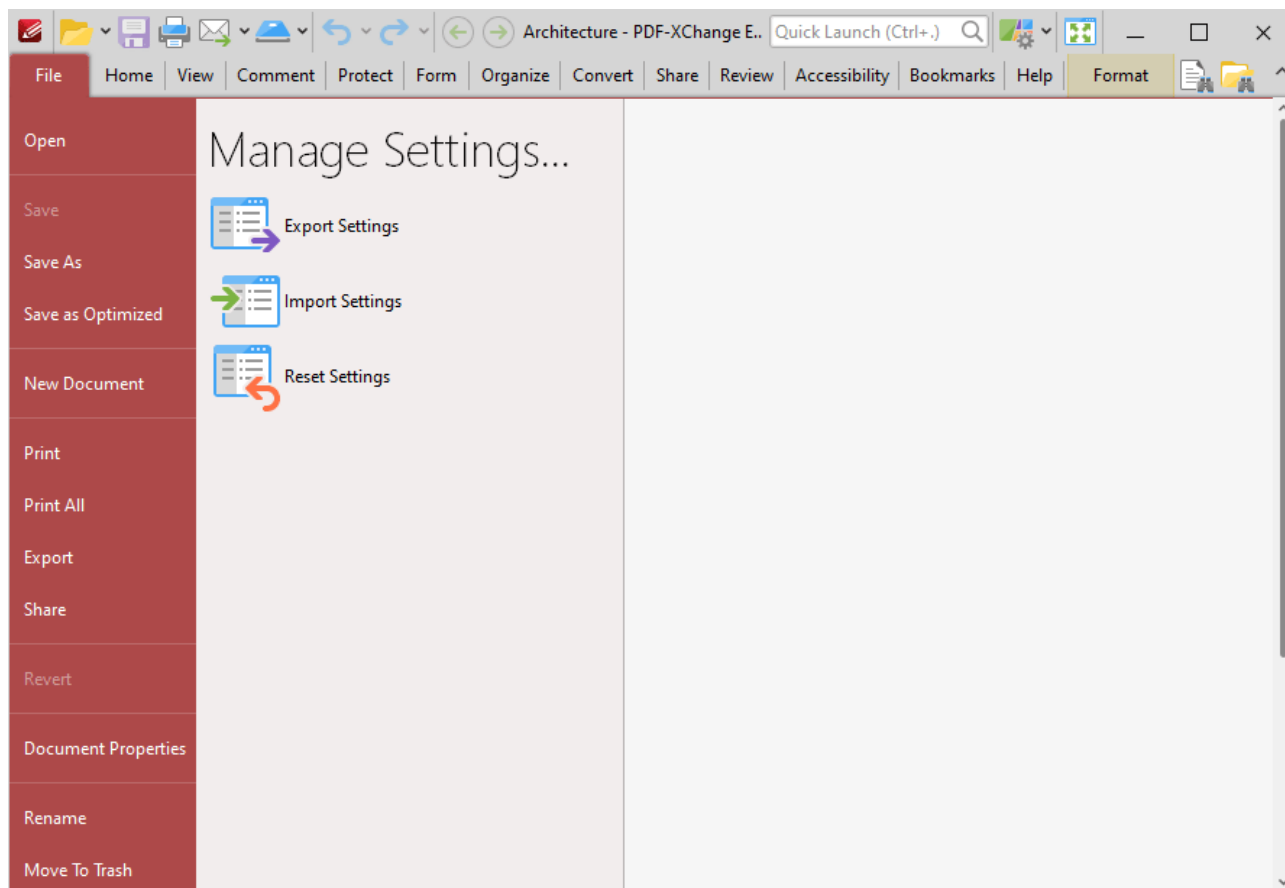 Architecture - PDF-XChange E..
Quick Launch (Ctrl+.)
File
Home
View
Comment
Protect
Form
Organize
Convert
Share
Review
Accessibility
Bookmarks
Help
Format
Open
Save
Save As
Save as Optimized
New Document
Print
Print All
Export
Share
Revert
Document Properties
Rename
Move To Trash
Manage Settings...
Export Settings
Import Settings
Reset Settings